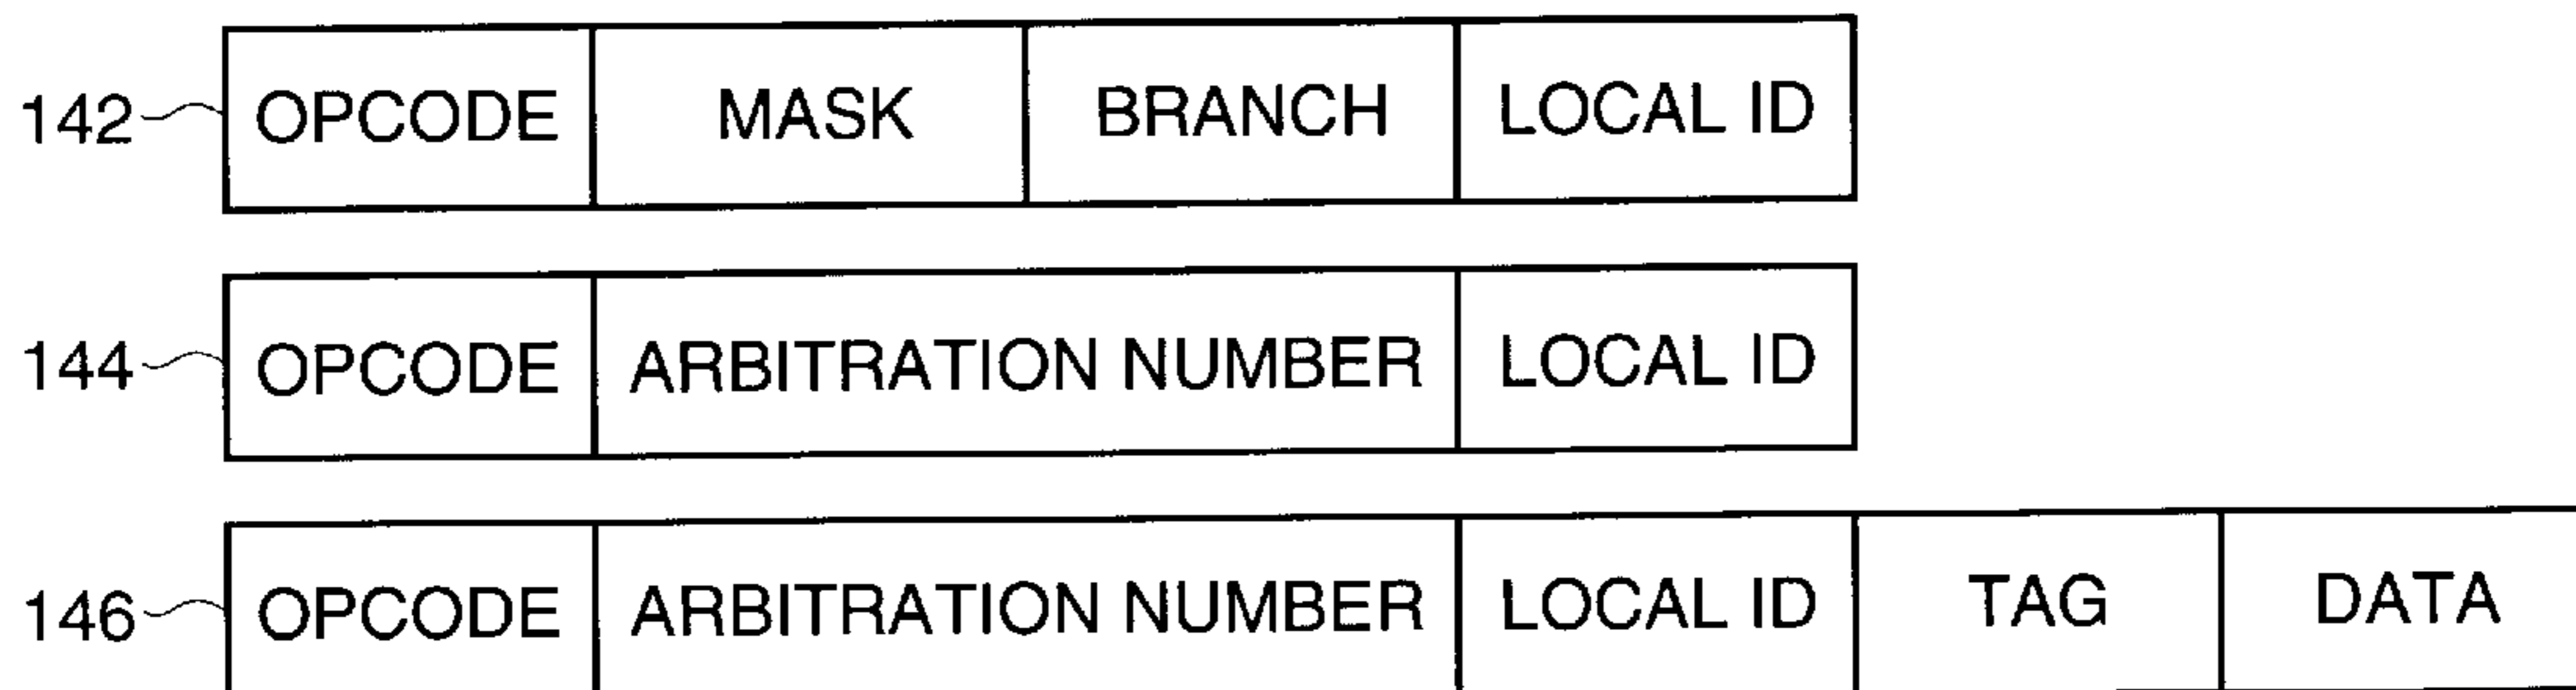 142 OPCODE MASK BRANCH LOCAL ID
144 OPCODE ARBITRATION NUMBER LOCAL ID
146 OPCODE ARBITRATION NUMBER LOCAL ID TAG DATA